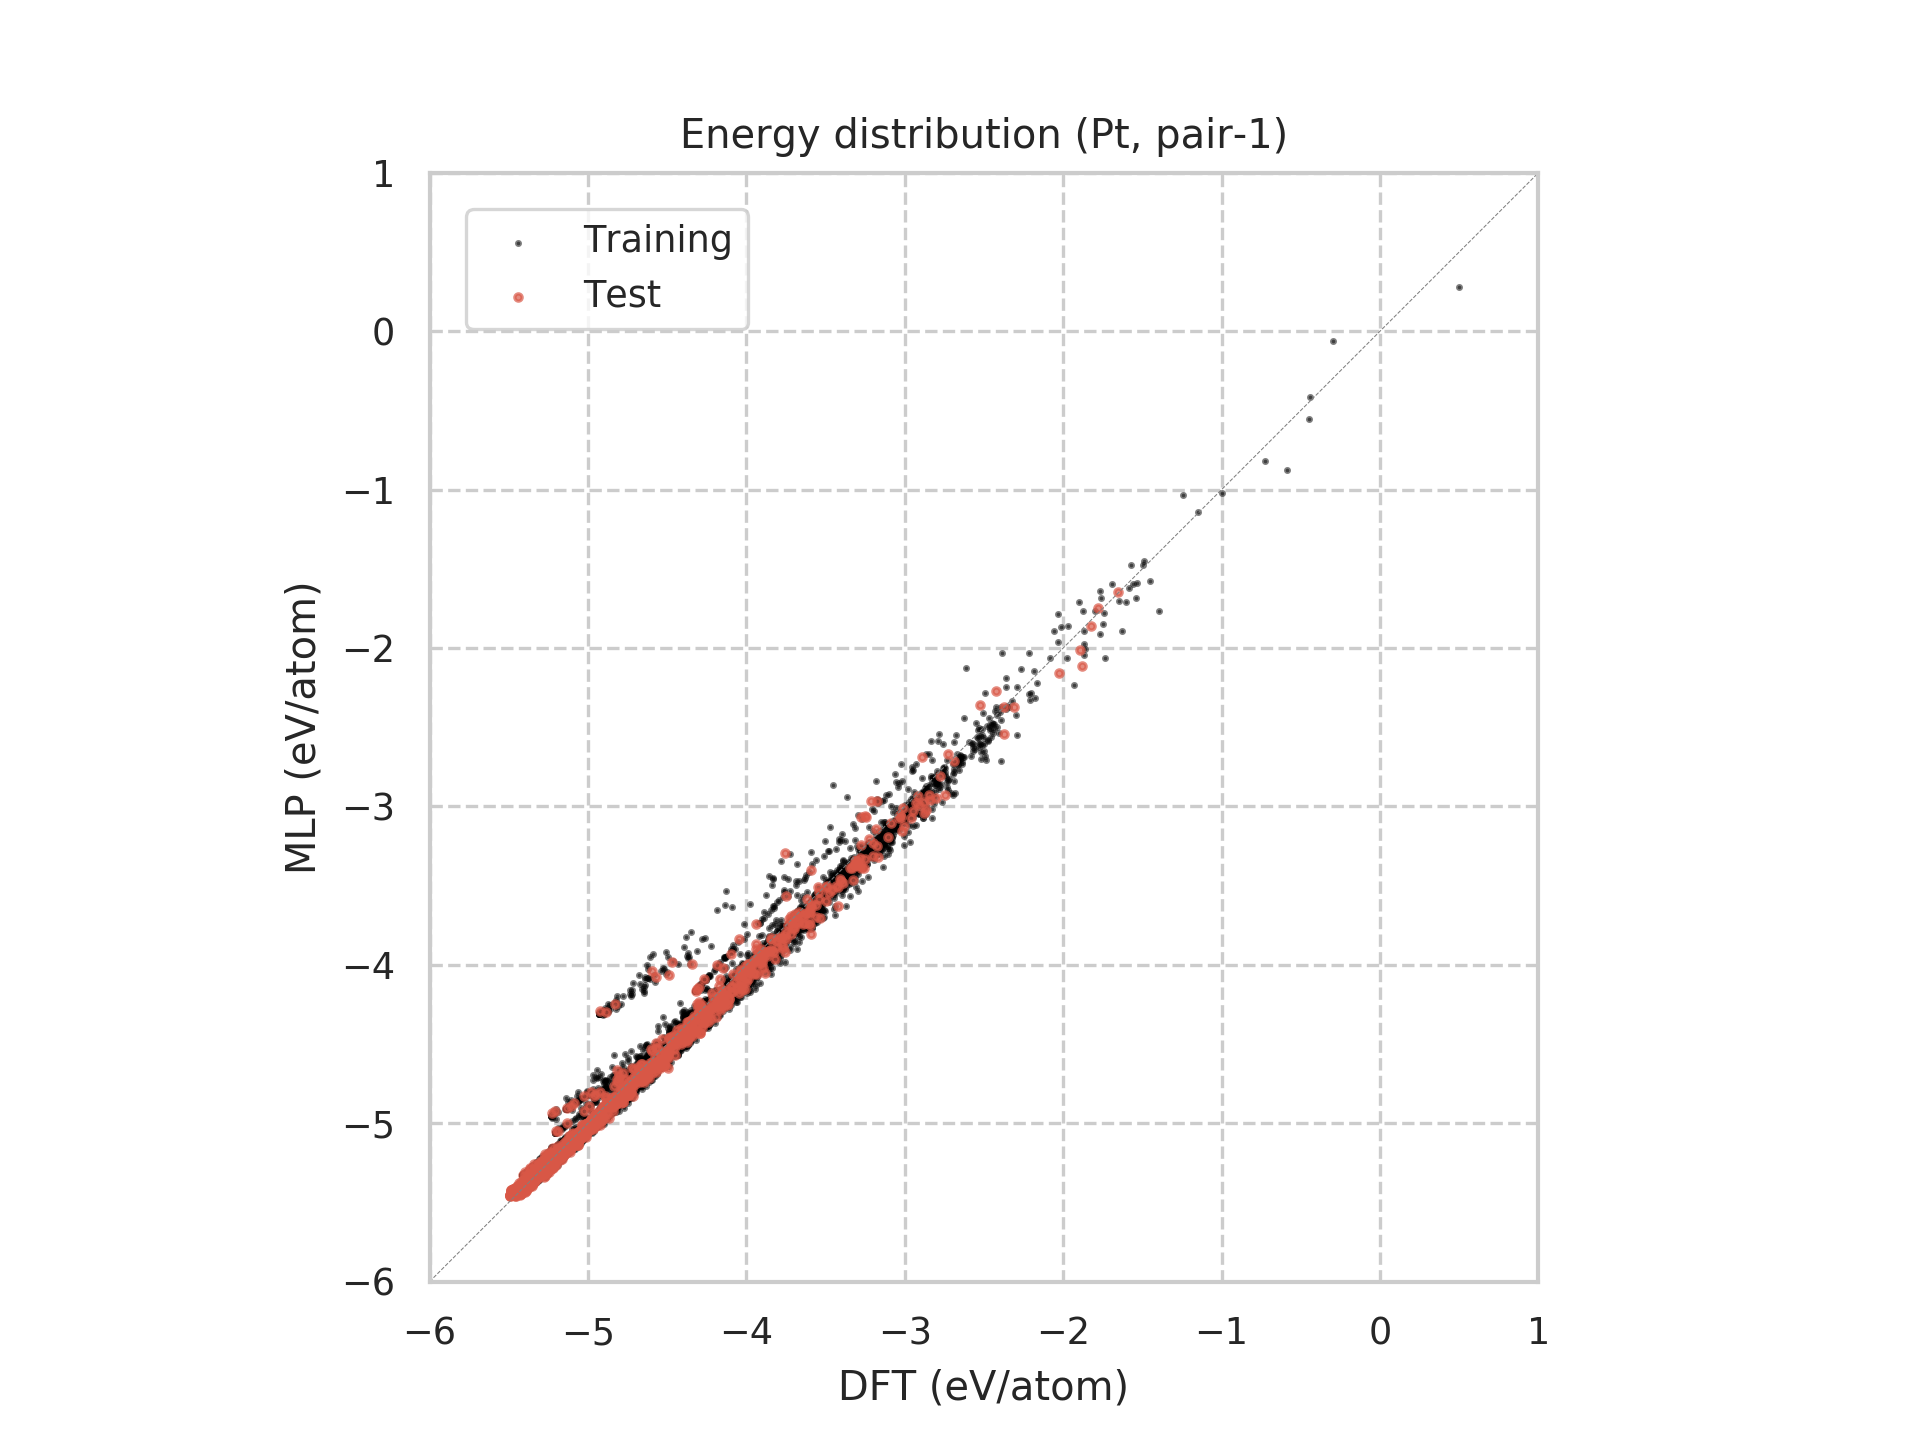 Energy distribution (Pt, pair-1)
Training
Test
1
0
−1
−2
−3
−4
−5
−6
MLP (eV/atom)
−6 −5 −4 −3 −2 −1 0 1
DFT (eV/atom)